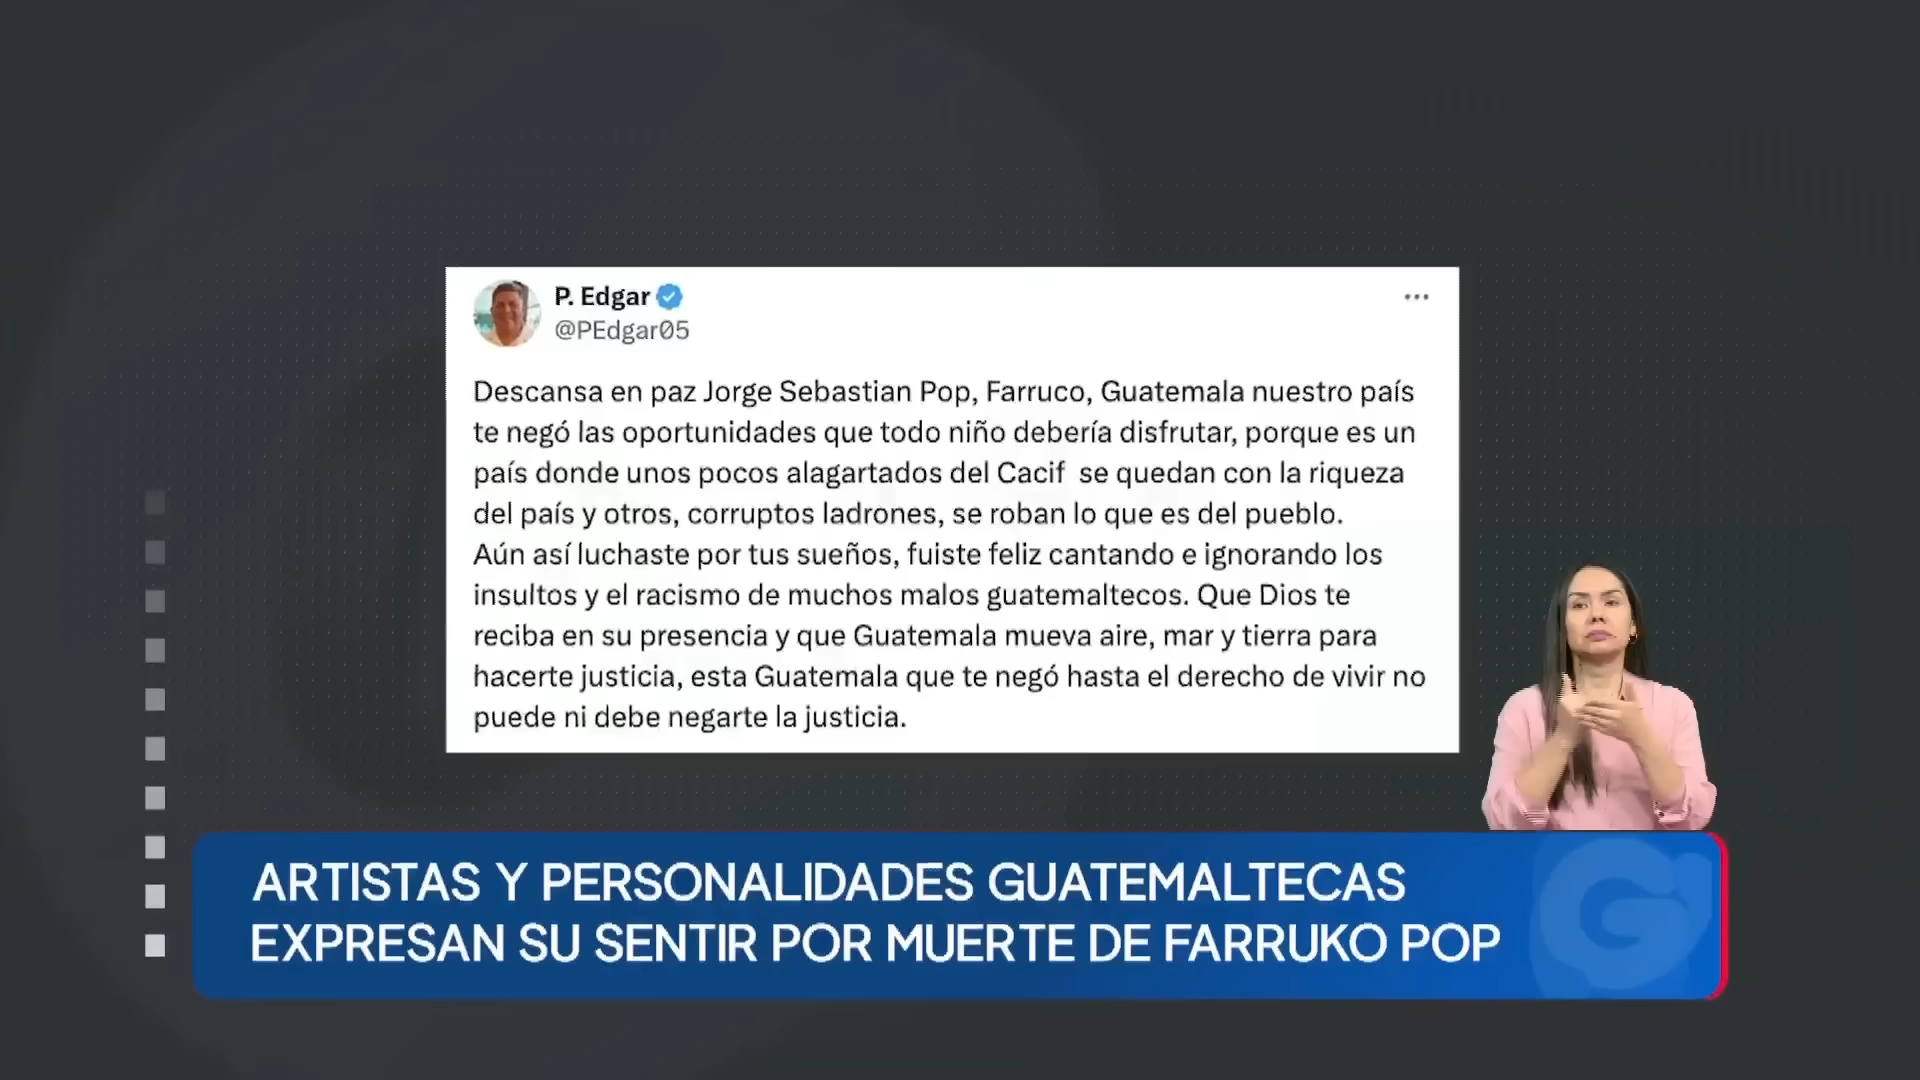 P. Edgar
@PEdgar05
Descansa en paz Jorge Sebastian Pop, Farruco, Guatemala nuestro país
te negó las oportunidades que todo niño debería disfrutar, porque es un
país donde unos pocos alagartados del Cacif se quedan con la riqueza
del país y otros, corruptos ladrones, se roban lo que es del pueblo.
Aún así luchaste por tus sueños, fuiste feliz cantando e ignorando los
insultos y el racismo de muchos malos guatemaltecos. Que Dios te
reciba en su presencia y que Guatemala mueva aire, mar y tierra para
hacerte justicia, esta Guatemala que te negó hasta el derecho de vivir no
puede ni debe negarte la justicia.
ARTISTAS Y PERSONALIDADES GUATEMALTECAS
EXPRESAN SU SENTIR POR MUERTE DE FARRUKO POP